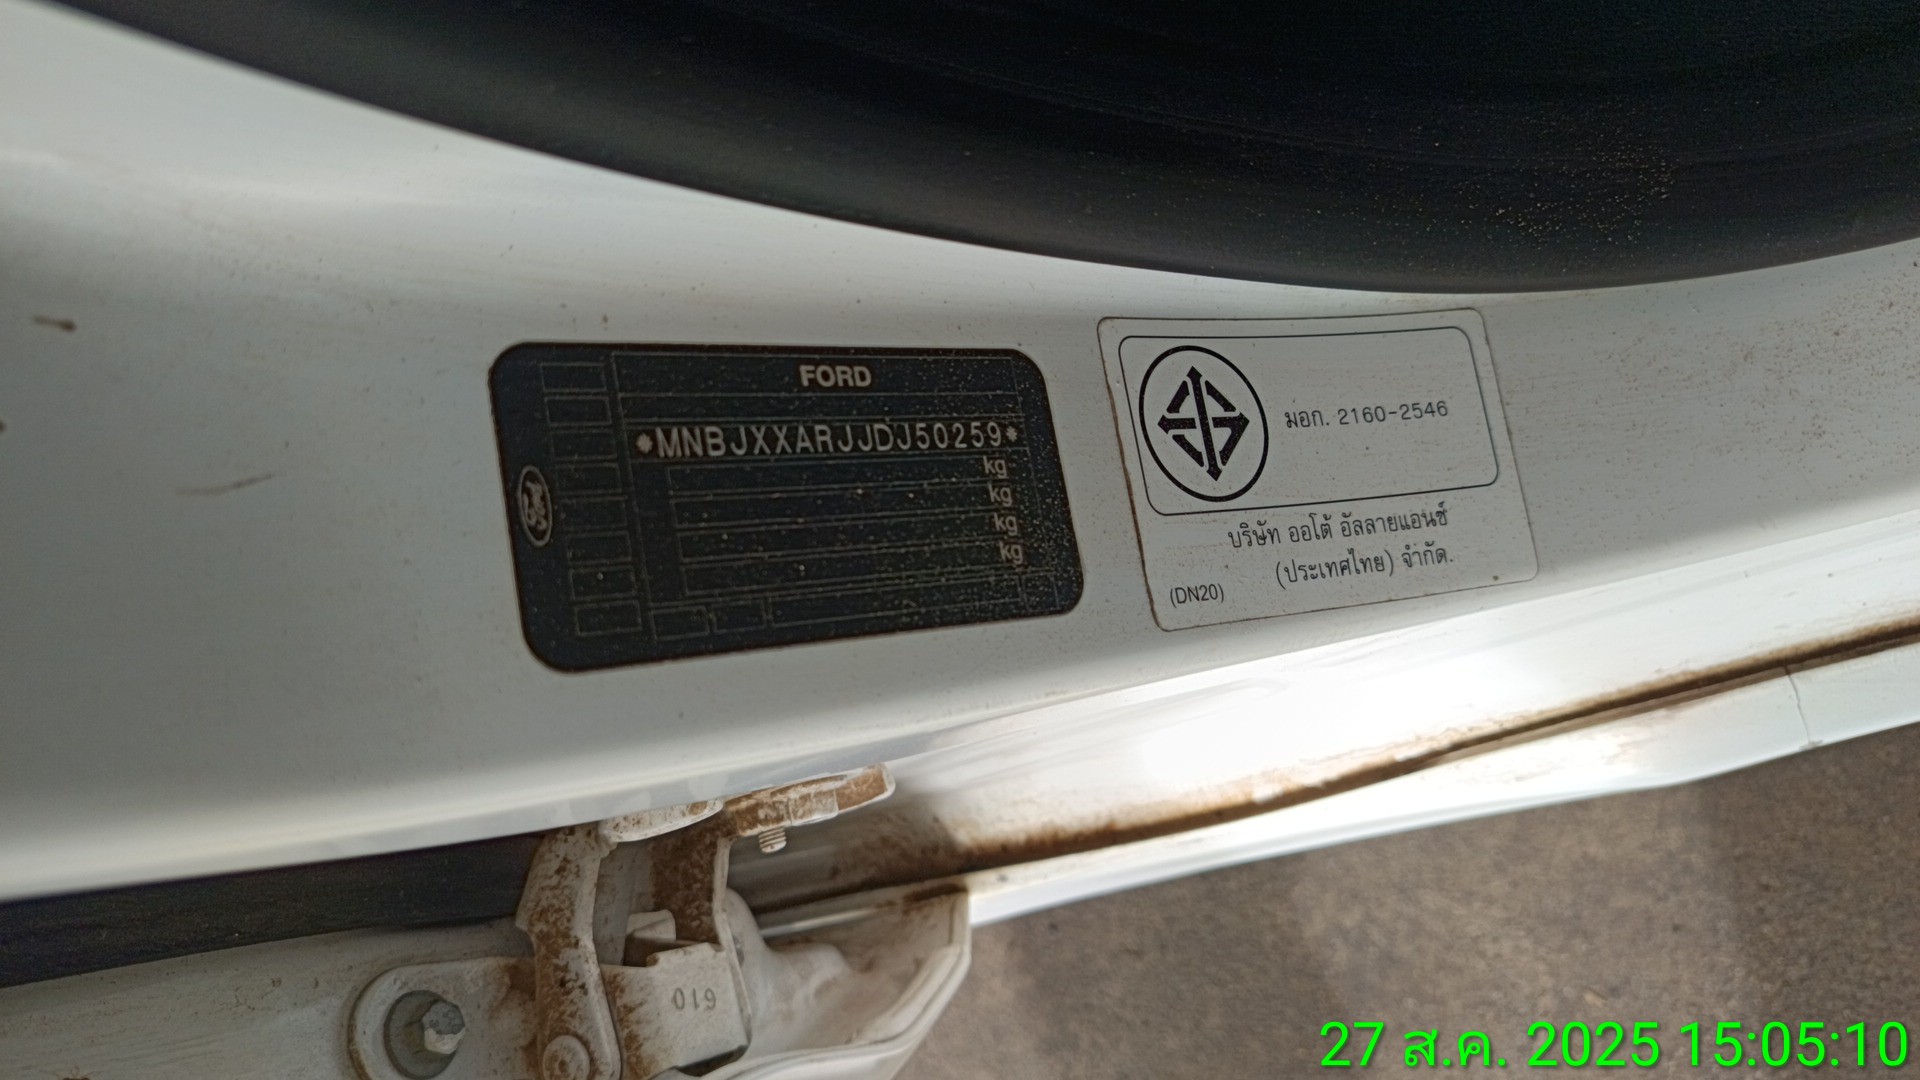 FORD
*MNBJXXARJJDJ50259*
kg
kg
kg
kg
Ford
มอก. 2160-2546
บริษัท ออโต้ อัลลายแอนซ์
(ประเทศไทย) จำกัด.
(DN20)
610
27 ส.ค. 2025 15:05:10